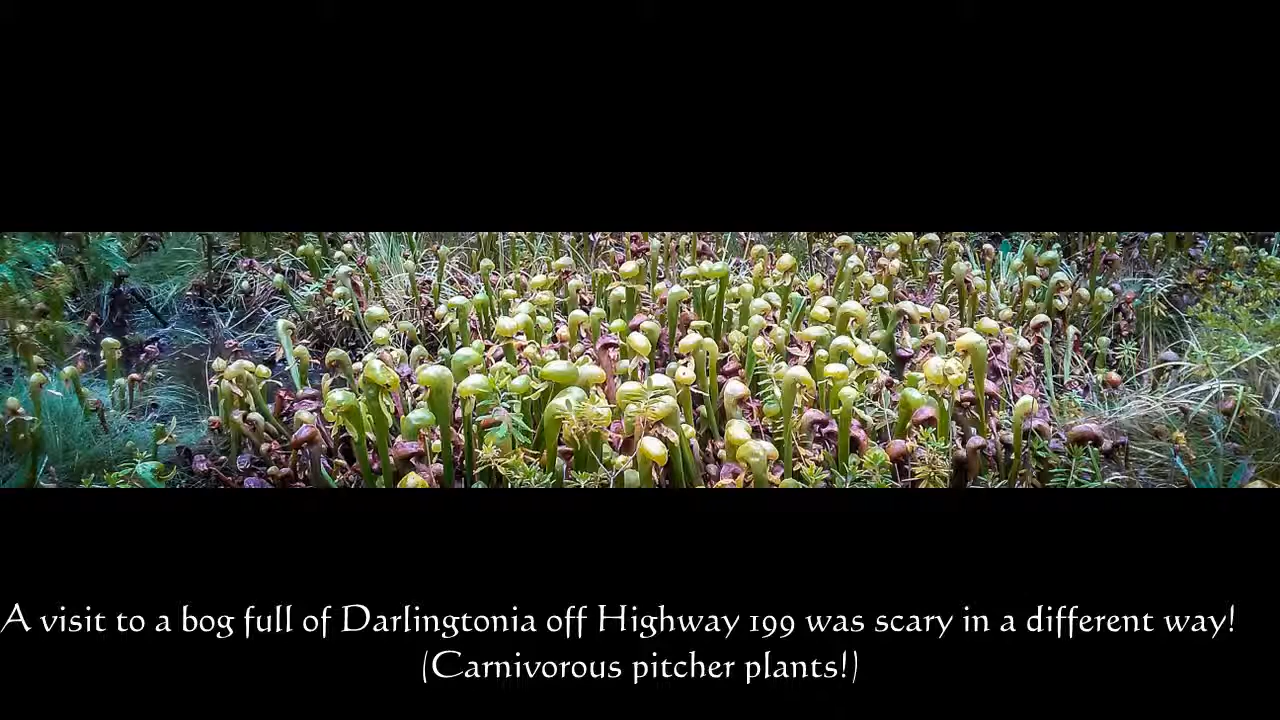 A visit to a bog full of Darlingtonia off Highway 199 was scary in a different way!
(Carnivorous pitcher plants!)